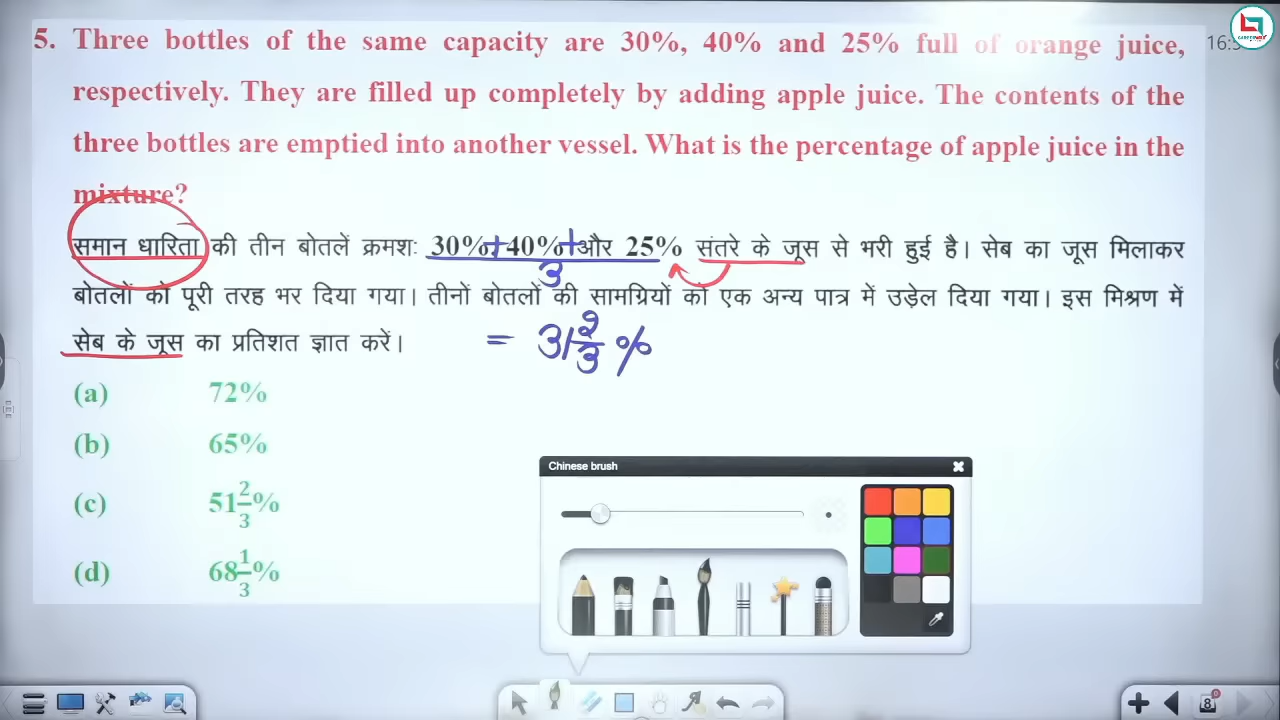 5. Three bottles of the same capacity are 30%, 40% and 25% full of orange juice,
respectively. They are filled up completely by adding apple juice. The contents of the
three bottles are emptied into another vessel. What is the percentage of apple juice in the
mixture?
समान धारिता की तीन बोतलें क्रमशः 30%+40%+और 25% संतरे के जूस से भरी हुई है। सेब का जूस मिलाकर
3
बोतलों को पूरी तरह भर दिया गया। तीनों बोतलों की सामग्रियों को एक अन्य पात्र में उड़ेल दिया गया। इस मिश्रण में
सेब के जूस का प्रतिशत ज्ञात करें।
= 31 2/3 %
(a) 72%
(b) 65%
(c) 51 2/3%
(d) 68 1/3%
Chinese brush
8